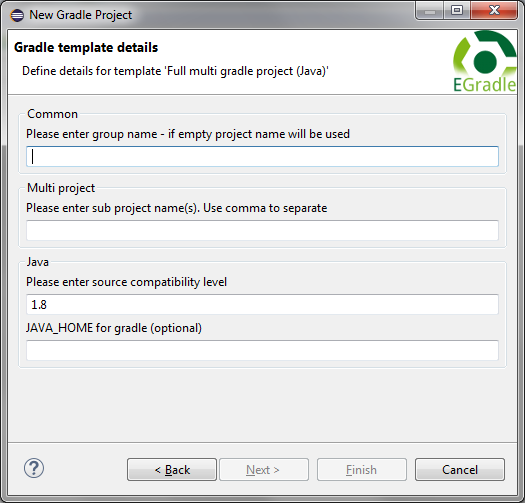 New Gradle Project
Gradle template details
Define details for template 'Full multi gradle project (Java)'
EGradle
Common
Please enter group name - if empty project name will be used
Multi project
Please enter sub project name(s). Use comma to separate
Java
Please enter source compatibility level
1.8
JAVA_HOME for gradle (optional)
?
< Back
Next >
Finish
Cancel